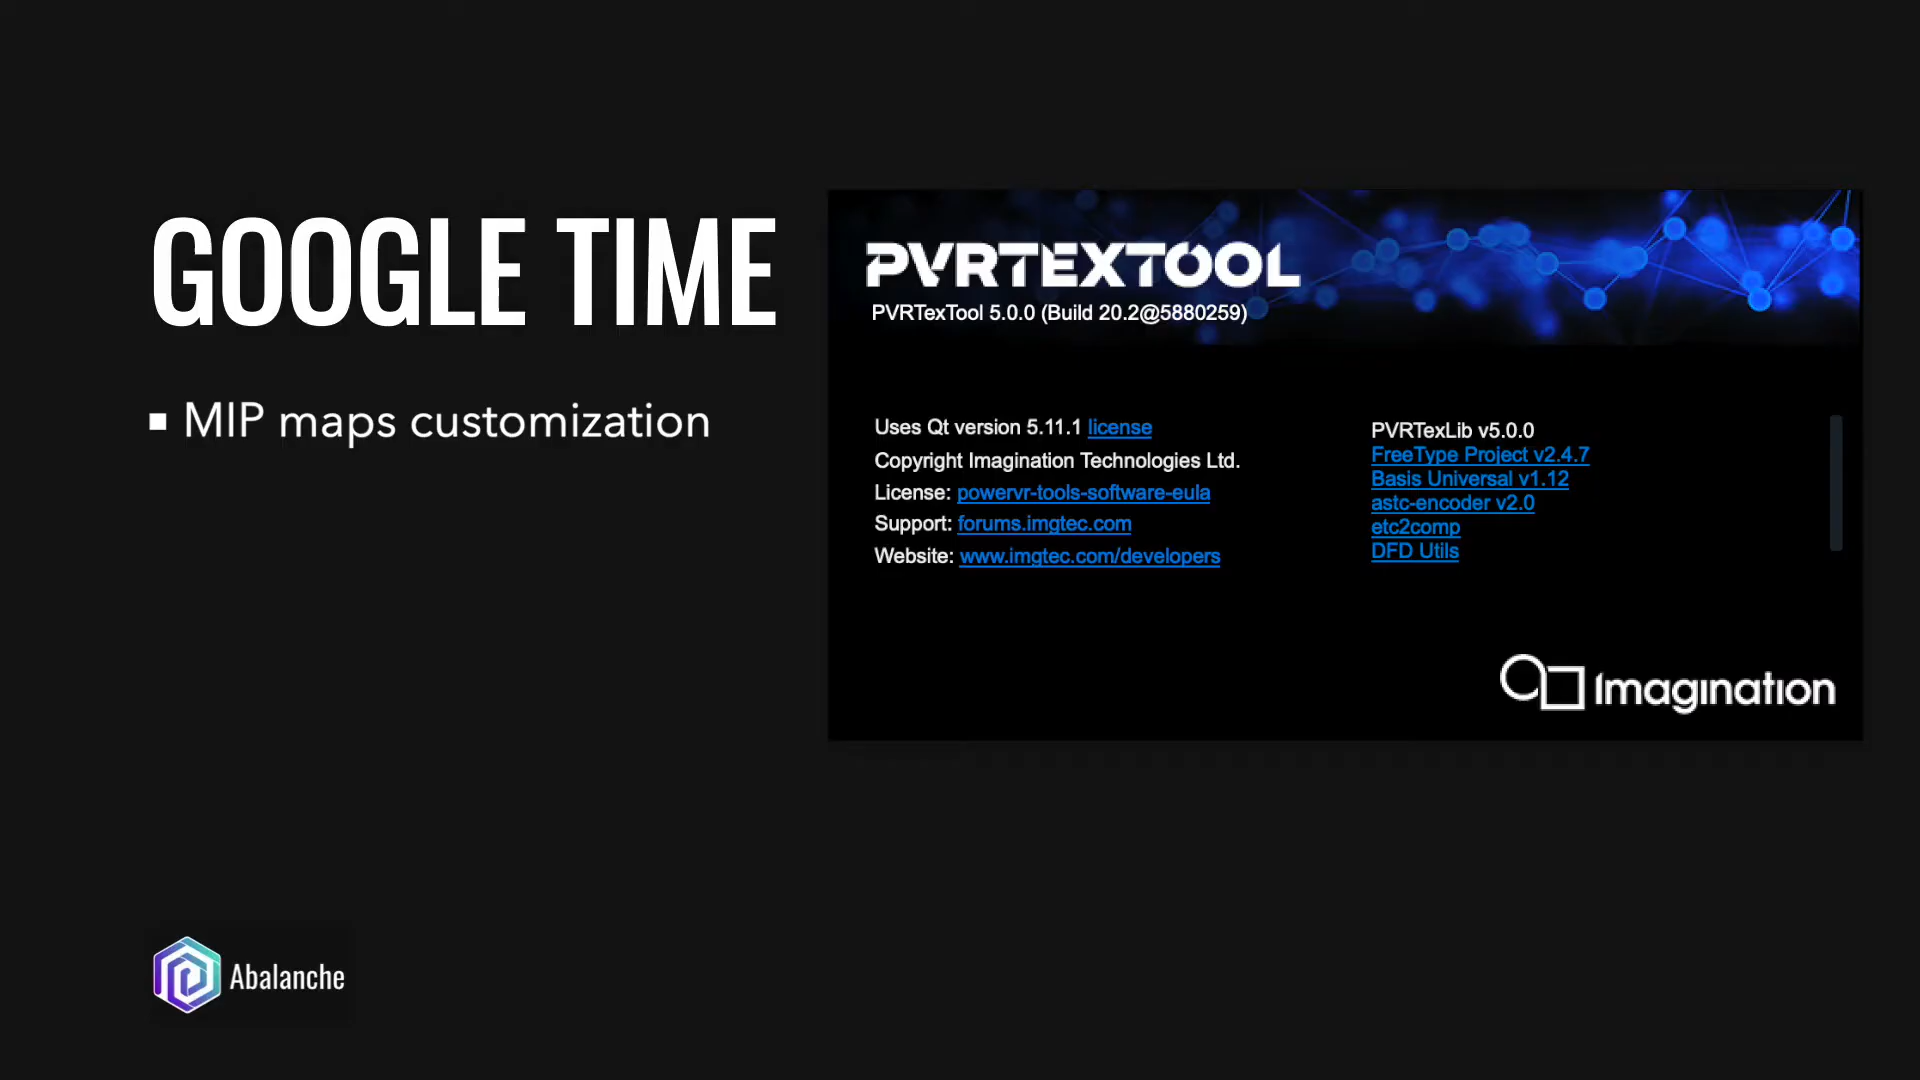 GOOGLE TIME
▪ MIP maps customization
PVRTEXTOOL
PVRTexTool 5.0.0 (Build 20.2@5880259)
Uses Qt version 5.11.1 license
Copyright Imagination Technologies Ltd.
License: powervr-tools-software-eula
Support: forums.imgtec.com
Website: www.imgtec.com/developers
PVRTexLib v5.0.0
FreeType Project v2.4.7
Basis Universal v1.12
astc-encoder v2.0
etc2comp
DFD Utils
Imagination
Abalanche